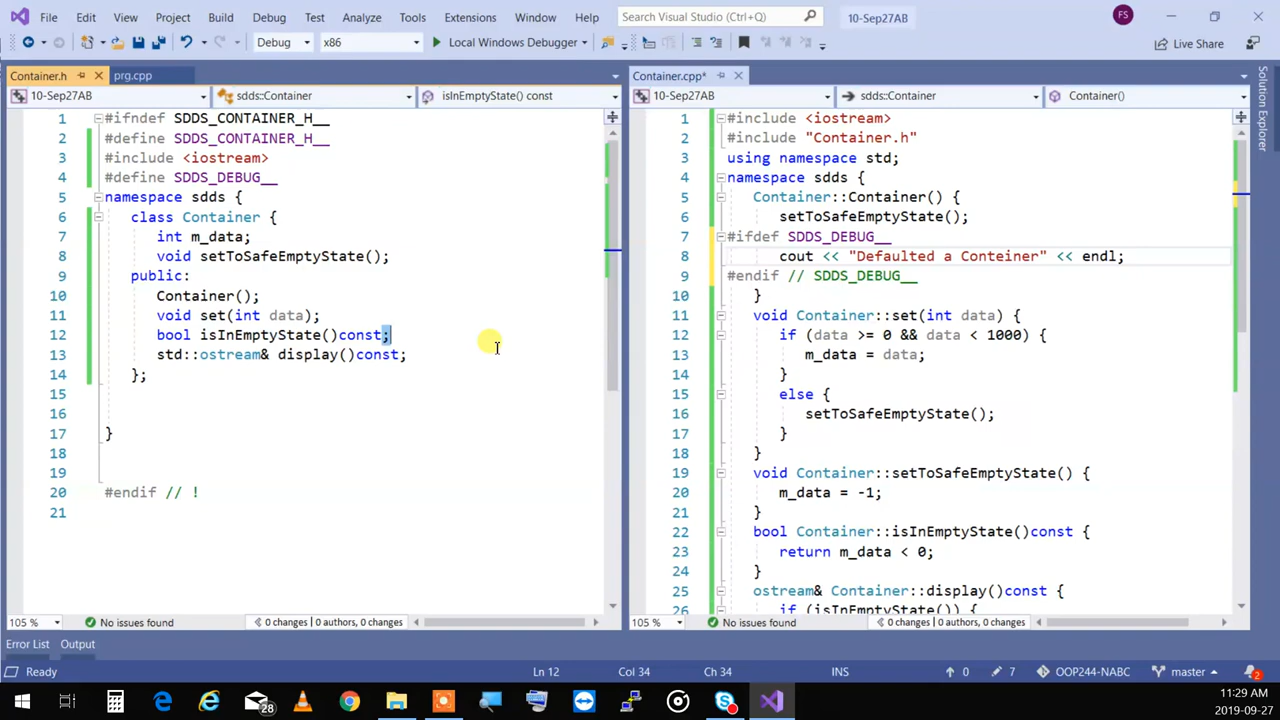 File Edit View Project Build Debug Test Analyze Tools Extensions Window Help Search Visual Studio (Ctrl+Q) 10-Sep27AB FS
Debug x86 Local Windows Debugger Live Share
Container.h prg.cpp
10-Sep27AB sdds::Container isInEmptyState() const
1 #ifndef SDDS_CONTAINER_H__
2 #define SDDS_CONTAINER_H__
3 #include <iostream>
4 #define SDDS_DEBUG__
5 namespace sdds {
6 class Container {
7 int m_data;
8 void setToSafeEmptyState();
9 public:
10 Container();
11 void set(int data);
12 bool isInEmptyState()const;
13 std::ostream& display()const;
14 };
15
16
17 }
18
19
20 #endif // !
21
105 % No issues found 0 changes | 0 authors, 0 changes
Container.cpp*
10-Sep27AB sdds::Container Container()
1 #include <iostream>
2 #include "Container.h"
3 using namespace std;
4 namespace sdds {
5 Container::Container() {
6 setToSafeEmptyState();
7 #ifdef SDDS_DEBUG__
8 cout << "Defaulted a Conteiner" << endl;
9 #endif // SDDS_DEBUG__
10 }
11 void Container::set(int data) {
12 if (data >= 0 && data < 1000) {
13 m_data = data;
14 }
15 else {
16 setToSafeEmptyState();
17 }
18 }
19 void Container::setToSafeEmptyState() {
20 m_data = -1;
21 }
22 bool Container::isInEmptyState()const {
23 return m_data < 0;
24 }
25 ostream& Container::display()const {
26 if (isInEmptyState()) {
105 % No issues found 0 changes | 0 authors, 0 changes
Solution Explorer
Error List Output
Ready Ln 12 Col 34 Ch 34 INS 0 7 OOP244-NABC master 2
28
11:29 AM
2019-09-27